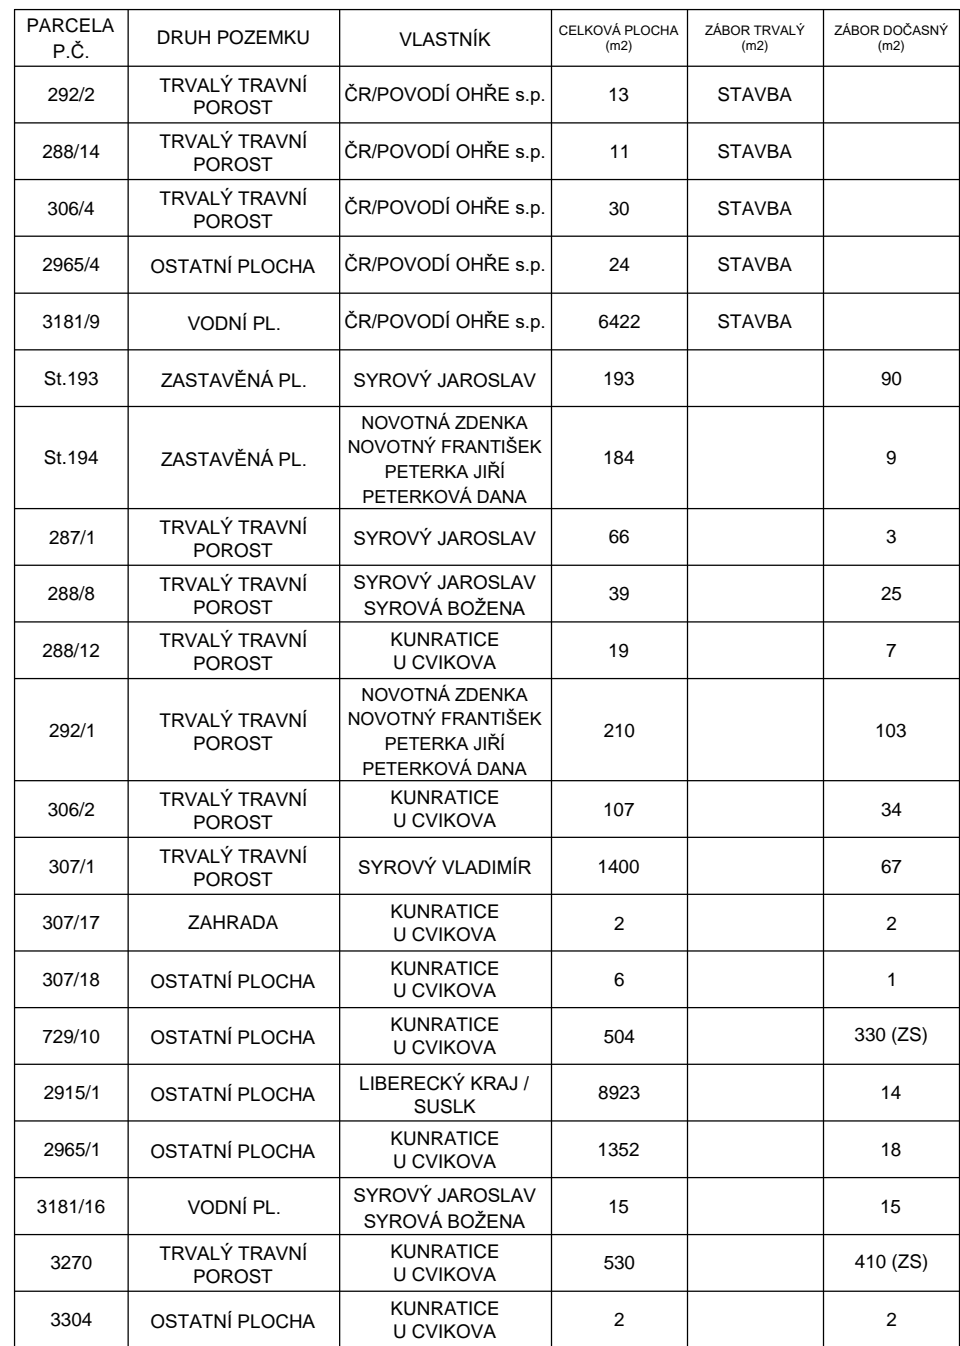 PARCELA P.Č. DRUH POZEMKU VLASTNÍK CELKOVÁ PLOCHA (m2) ZÁBOR TRVALÝ (m2) ZÁBOR DOČASNÝ (m2)
292/2 TRVALÝ TRAVNÍ POROST ČR/POVODÍ OHŘE s.p. 13 STAVBA
288/14 TRVALÝ TRAVNÍ POROST ČR/POVODÍ OHŘE s.p. 11 STAVBA
306/4 TRVALÝ TRAVNÍ POROST ČR/POVODÍ OHŘE s.p. 30 STAVBA
2965/4 OSTATNÍ PLOCHA ČR/POVODÍ OHŘE s.p. 24 STAVBA
3181/9 VODNÍ PL. ČR/POVODÍ OHŘE s.p. 6422 STAVBA
St.193 ZASTAVĚNÁ PL. SYROVÝ JAROSLAV 193 90
St.194 ZASTAVĚNÁ PL. NOVOTNÁ ZDENKA NOVOTNÝ FRANTIŠEK PETERKA JIŘÍ PETERKOVÁ DANA 184 9
287/1 TRVALÝ TRAVNÍ POROST SYROVÝ JAROSLAV 66 3
288/8 TRVALÝ TRAVNÍ POROST SYROVÝ JAROSLAV SYROVÁ BOŽENA 39 25
288/12 TRVALÝ TRAVNÍ POROST KUNRATICE U CVIKOVA 19 7
292/1 TRVALÝ TRAVNÍ POROST NOVOTNÁ ZDENKA NOVOTNÝ FRANTIŠEK PETERKA JIŘÍ PETERKOVÁ DANA 210 103
306/2 TRVALÝ TRAVNÍ POROST KUNRATICE U CVIKOVA 107 34
307/1 TRVALÝ TRAVNÍ POROST SYROVÝ VLADIMÍR 1400 67
307/17 ZAHRADA KUNRATICE U CVIKOVA 2 2
307/18 OSTATNÍ PLOCHA KUNRATICE U CVIKOVA 6 1
729/10 OSTATNÍ PLOCHA KUNRATICE U CVIKOVA 504 330 (ZS)
2915/1 OSTATNÍ PLOCHA LIBERECKÝ KRAJ / SUSLK 8923 14
2965/1 OSTATNÍ PLOCHA KUNRATICE U CVIKOVA 1352 18
3181/16 VODNÍ PL. SYROVÝ JAROSLAV SYROVÁ BOŽENA 15 15
3270 TRVALÝ TRAVNÍ POROST KUNRATICE U CVIKOVA 530 410 (ZS)
3304 OSTATNÍ PLOCHA KUNRATICE U CVIKOVA 2 2